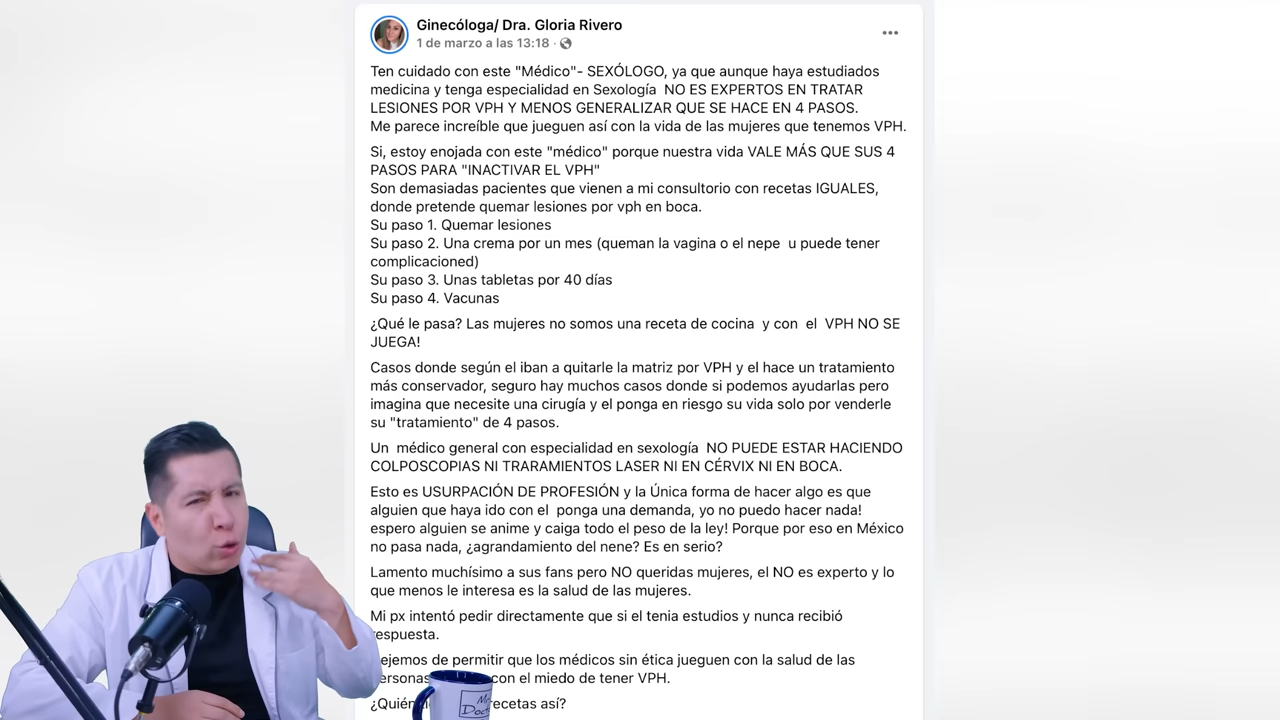 Ginecóloga/ Dra. Gloria Rivero
1 de marzo a las 13:18 ·
Ten cuidado con este "Médico"- SEXÓLOGO, ya que aunque haya estudiados
medicina y tenga especialidad en Sexología  NO ES EXPERTOS EN TRATAR
LESIONES POR VPH Y MENOS GENERALIZAR QUE SE HACE EN 4 PASOS.
Me parece increíble que jueguen así con la vida de las mujeres que tenemos VPH.
Si, estoy enojada con este "médico" porque nuestra vida VALE MÁS QUE SUS 4
PASOS PARA "INACTIVAR EL VPH"
Son demasiadas pacientes que vienen a mi consultorio con recetas IGUALES,
donde pretende quemar lesiones por vph en boca.
Su paso 1. Quemar lesiones
Su paso 2. Una crema por un mes (queman la vagina o el nepe  u puede tener
complicacioned)
Su paso 3. Unas tabletas por 40 días
Su paso 4. Vacunas
¿Qué le pasa? Las mujeres no somos una receta de cocina  y con  el  VPH NO SE
JUEGA!
Casos donde según el iban a quitarle la matriz por VPH y el hace un tratamiento
más conservador, seguro hay muchos casos donde si podemos ayudarlas pero
imagina que necesite una cirugía y el ponga en riesgo su vida solo por venderle
su "tratamiento" de 4 pasos.
Un  médico general con especialidad en sexología  NO PUEDE ESTAR HACIENDO
COLPOSCOPIAS NI TRARAMIENTOS LASER NI EN CÉRVIX NI EN BOCA.
Esto es USURPACIÓN DE PROFESIÓN y la Única forma de hacer algo es que
alguien que haya ido con el  ponga una demanda, yo no puedo hacer nada!
espero alguien se anime y caiga todo el peso de la ley! Porque por eso en México
no pasa nada, ¿agrandamiento del nene? Es en serio?
Lamento muchísimo a sus fans pero NO queridas mujeres, el NO es experto y lo
que menos le interesa es la salud de las mujeres.
Mi px intentó pedir directamente que si el tenia estudios y nunca recibió
espuesta.
ejemos de permitir que los médicos sin ética jueguen con la salud de las
ersonas con el miedo de tener VPH.
¿Quién recetas así?